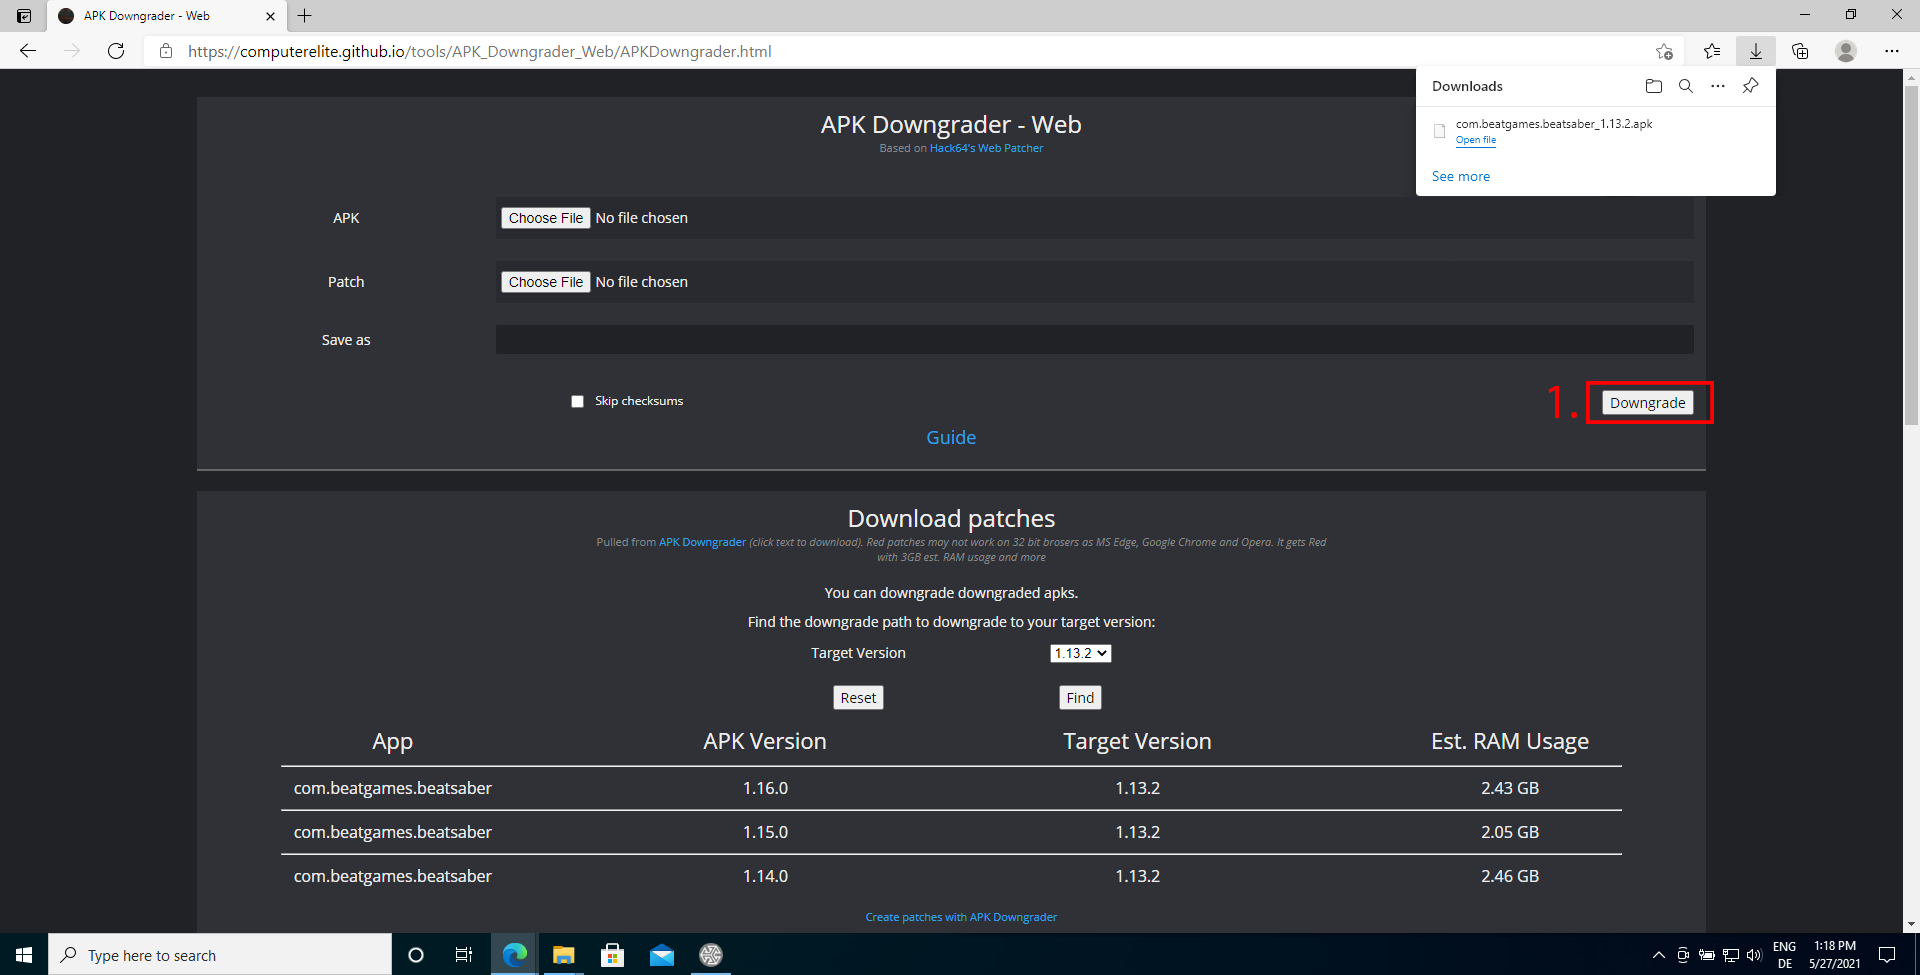 APK Downgrader - Web
https://computerelite.github.io/tools/APK_Downgrader_Web/APKDowngrader.html
Downloads
com.beatgames.beatsaber_1.13.2.apk
Open file
See more
APK Downgrader - Web
Based on Hack64's Web Patcher
APK
Choose File No file chosen
Patch
Choose File No file chosen
Save as
Skip checksums
1.
Downgrade
Guide
Download patches
Pulled from APK Downgrader (click text to download). Red patches may not work on 32 bit brosers as MS Edge, Google Chrome and Opera. It gets Red
with 3GB est. RAM usage and more
You can downgrade downgraded apks.
Find the downgrade path to downgrade to your target version:
Target Version 1.13.2
Reset Find
App APK Version Target Version Est. RAM Usage
com.beatgames.beatsaber 1.16.0 1.13.2 2.43 GB
com.beatgames.beatsaber 1.15.0 1.13.2 2.05 GB
com.beatgames.beatsaber 1.14.0 1.13.2 2.46 GB
Create patches with APK Downgrader
Type here to search
ENG
DE
1:18 PM
5/27/2021